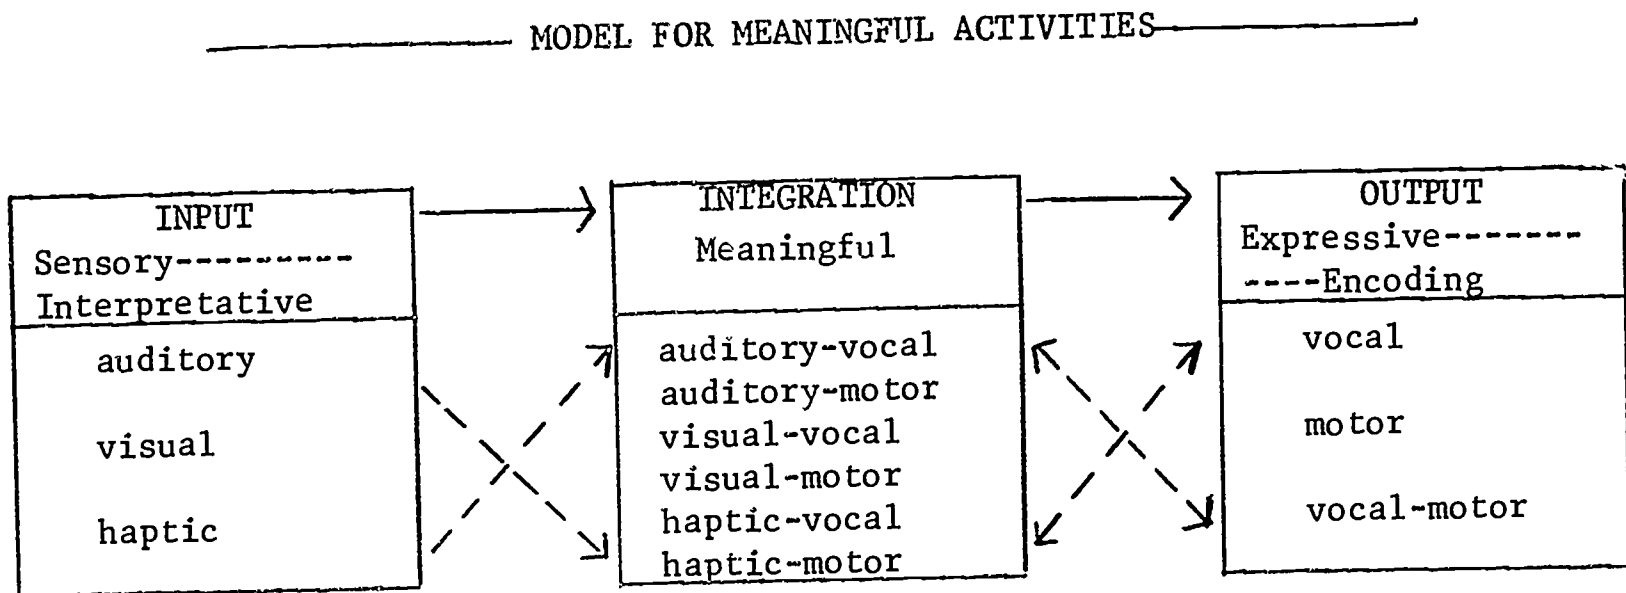 MODEL FOR MEANINGFUL ACTIVITIES
INPUT
Sensory---------
Interpretative
auditory
visual
haptic
INTEGRATION
Meaningful
auditory-vocal
auditory-motor
visual-vocal
visual-motor
haptic-vocal
haptic-motor
OUTPUT
Expressive-------
----Encoding
vocal
motor
vocal-motor